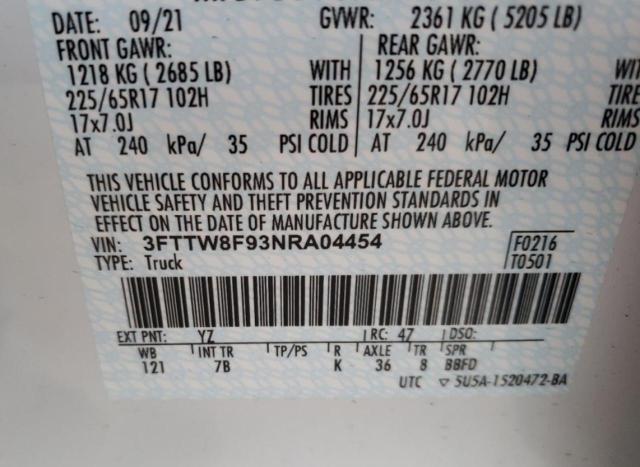 DATE: 09/21 GVWR: 2361 KG ( 5205 LB)
FRONT GAWR: REAR GAWR:
1218 KG ( 2685 LB) WITH 1256 KG ( 2770 LB) WIT
225/65R17 102H TIRES 225/65R17 102H TIRE
17x7.0J RIMS 17x7.0J RIMS
AT 240 kPa/ 35 PSI COLD AT 240 kPa/ 35 PSI COLD
THIS VEHICLE CONFORMS TO ALL APPLICABLE FEDERAL MOTOR
VEHICLE SAFETY AND THEFT PREVENTION STANDARDS IN
EFFECT ON THE DATE OF MANUFACTURE SHOWN ABOVE.
VIN: 3FTTW8F93NRA04454 F0216
TYPE: Truck T0501
EXT PNT: YZ RC: 47 DSO:
WB INT TR TP/PS R AXLE TR SPR
121 7B K 36 8 BBFD
UTC ▽ 5U5A-1520472-BA